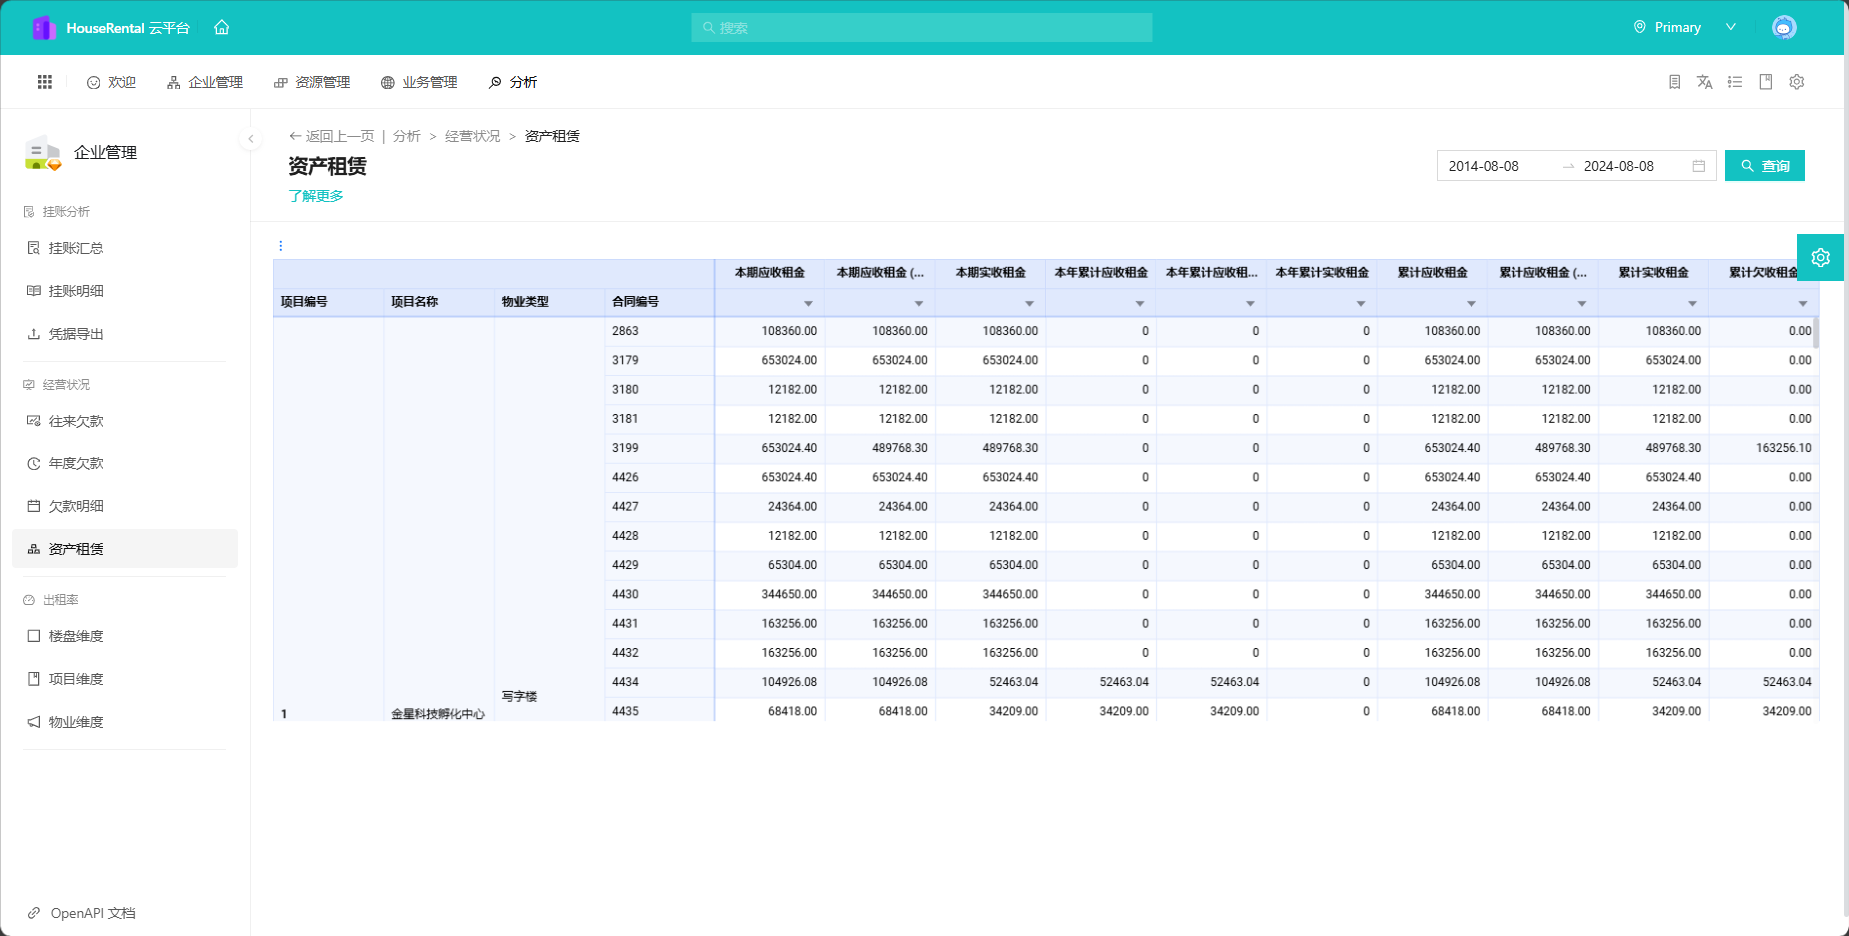 HouseRental 云平台
搜索
Primary
欢迎 企业管理 资源管理 业务管理 分析
企业管理
挂账分析
挂账汇总
挂账明细
凭据导出
经营状况
往来欠款
年度欠款
欠款明细
资产租赁
出租率
楼盘维度
项目维度
物业维度
OpenAPI 文档
返回上一页 | 分析 > 经营状况 > 资产租赁
资产租赁
了解更多
2014-08-08 → 2024-08-08
查询
本期应收租金 本期应收租金 (... 本期实收租金 本年累计应收租金 本年累计应收租... 本年累计实收租金 累计应收租金 累计应收租金 (... 累计实收租金 累计欠收租金
项目编号 项目名称 物业类型 合同编号
2863 108360.00 108360.00 108360.00 0 0 0 108360.00 108360.00 108360.00 0.00
3179 653024.00 653024.00 653024.00 0 0 0 653024.00 653024.00 653024.00 0.00
3180 12182.00 12182.00 12182.00 0 0 0 12182.00 12182.00 12182.00 0.00
3181 12182.00 12182.00 12182.00 0 0 0 12182.00 12182.00 12182.00 0.00
3199 653024.40 489768.30 489768.30 0 0 0 653024.40 489768.30 489768.30 163256.10
4426 653024.40 653024.40 653024.40 0 0 0 653024.40 653024.40 653024.40 0.00
4427 24364.00 24364.00 24364.00 0 0 0 24364.00 24364.00 24364.00 0.00
4428 12182.00 12182.00 12182.00 0 0 0 12182.00 12182.00 12182.00 0.00
4429 65304.00 65304.00 65304.00 0 0 0 65304.00 65304.00 65304.00 0.00
4430 344650.00 344650.00 344650.00 0 0 0 344650.00 344650.00 344650.00 0.00
4431 163256.00 163256.00 163256.00 0 0 0 163256.00 163256.00 163256.00 0.00
4432 163256.00 163256.00 163256.00 0 0 0 163256.00 163256.00 163256.00 0.00
4434 104926.08 104926.08 52463.04 52463.04 52463.04 0 104926.08 104926.08 52463.04 52463.04
写字楼
1 金星科技孵化中心 4435 68418.00 68418.00 34209.00 34209.00 34209.00 0 68418.00 68418.00 34209.00 34209.00